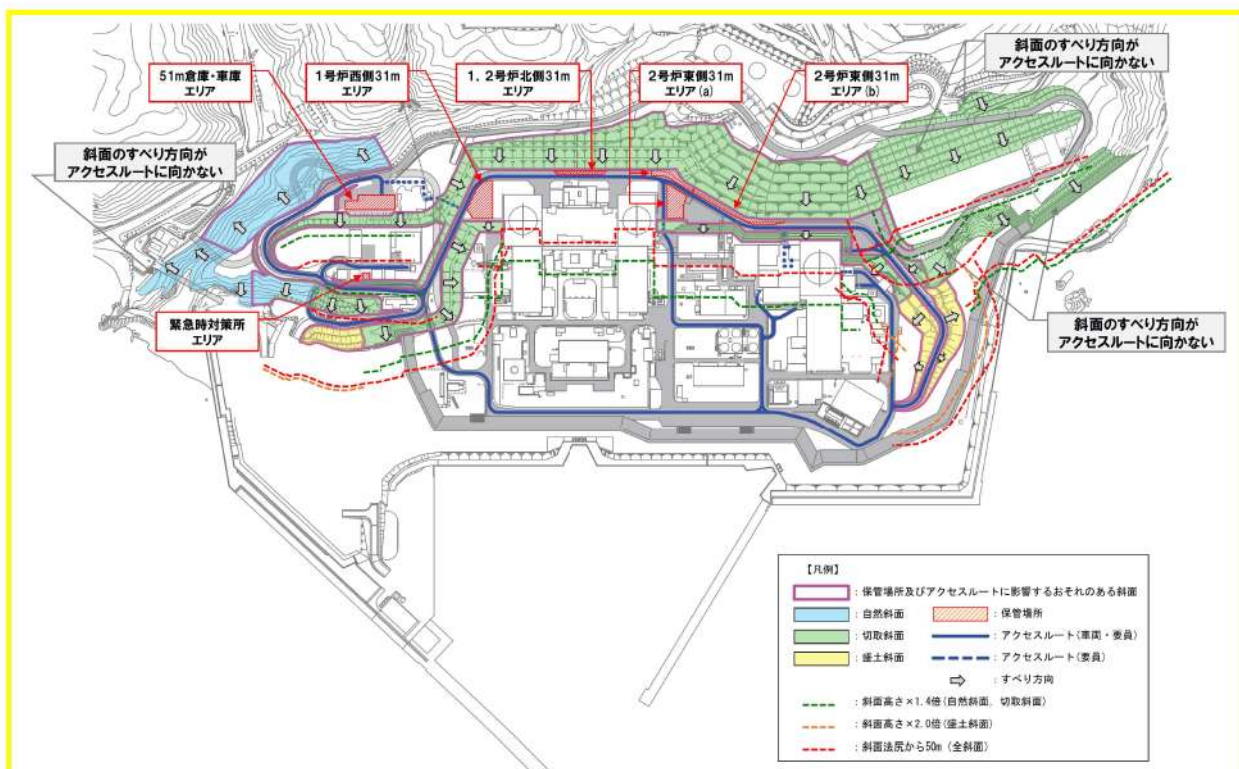 斜面のすべり方向が
アクセスルートに向かない
51m倉庫・車庫
エリア
1号炉西側31m
エリア
1,2号炉北側31m
エリア
2号炉東側31m
エリア(a)
2号炉東側31m
エリア(b)
斜面のすべり方向が
アクセスルートに向かない
緊急時対策所
エリア
斜面のすべり方向が
アクセスルートに向かない
【凡例】
:保管場所及びアクセスルートに影響するおそれのある斜面
:自然斜面
:保管場所
:切取斜面
:アクセスルート(車両・要員)
:盛土斜面
:アクセスルート(要員)
:すべり方向
:斜面高さ×1.4倍(自然斜面,切取斜面)
:斜面高さ×2.0倍(盛土斜面)
:斜面法尻から50m(全斜面)